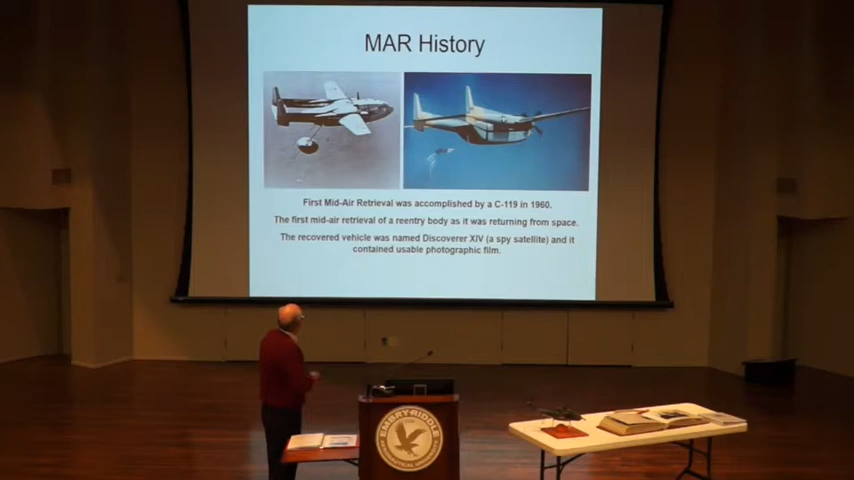 MAR History
First Mid-Air Retrieval was accomplished by a C-119 in 1960.
The first mid-air retrieval of a reentry body as it was returning from space.
The recovered vehicle was named Discoverer XIV (a spy satellite) and it
contained usable photographic film.
EMBRY-RIDDLE